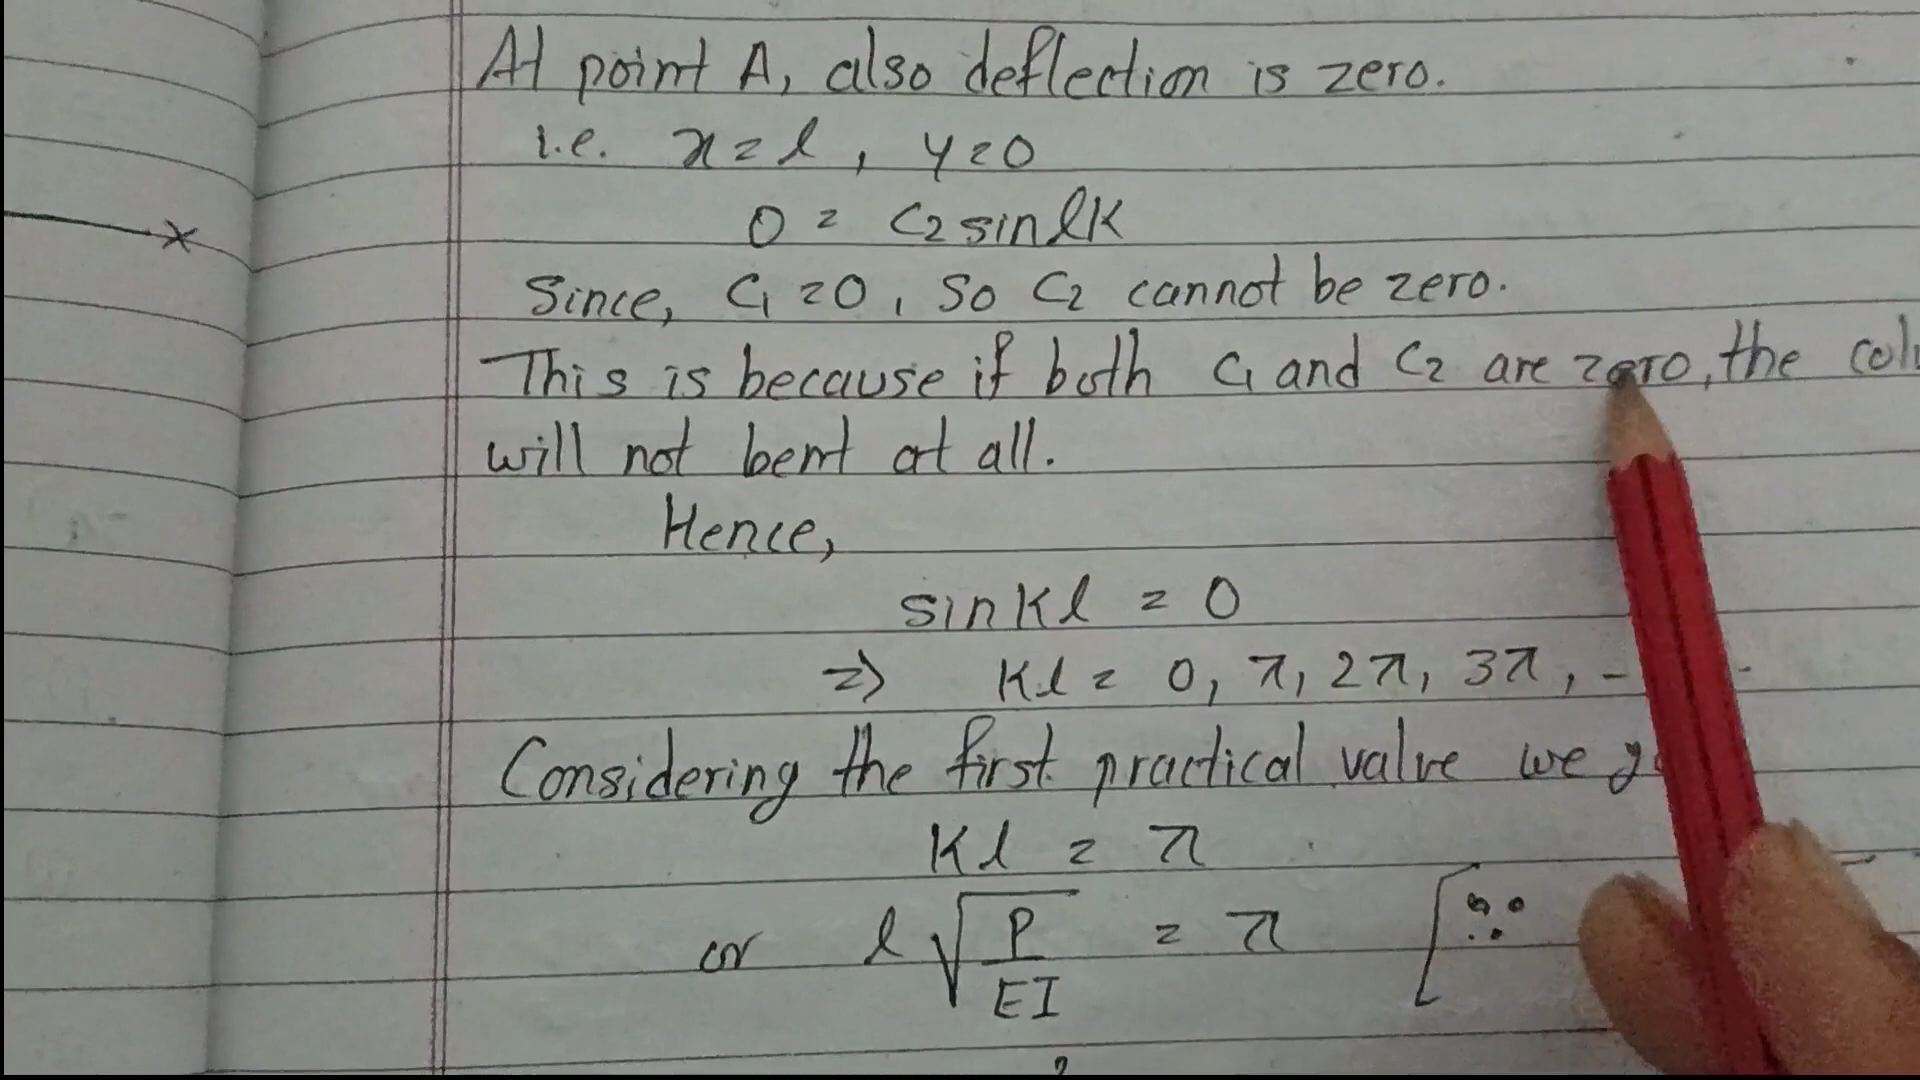 At point A, also deflection is zero.
i.e. x = l, y = 0
0 = C2 sin lK
Since, C1 = 0, So C2 cannot be zero.
This is because if both C1 and C2 are zero, the
will not bent at all.
Hence,
sin Kl = 0
=> Kl = 0, π, 2π, 3π, -
Considering the first practical value we
Kl = π
or l√(P/EI) = π [∵